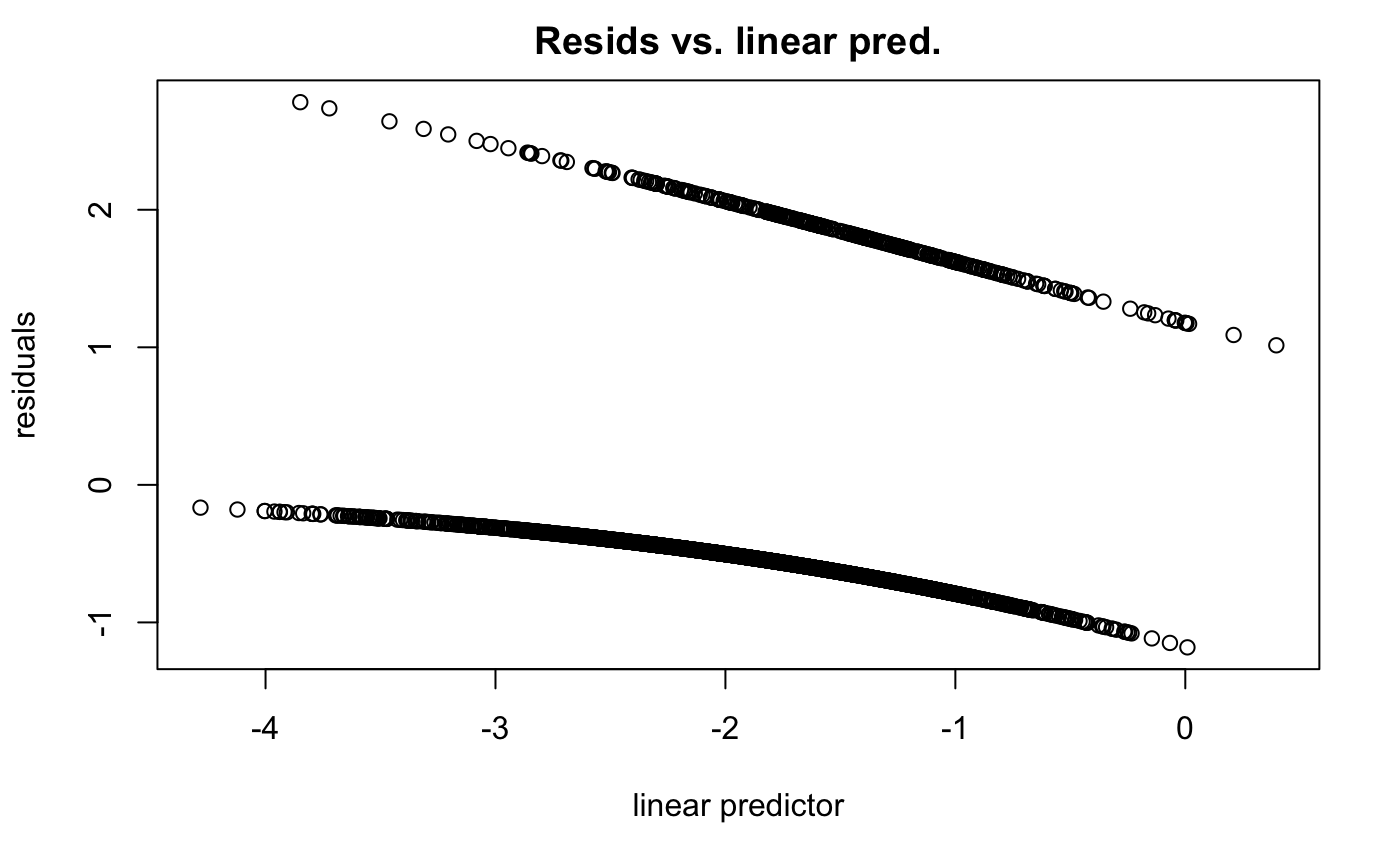 Resids vs. linear pred.
residuals
2
1
0
-1
-4 -3 -2 -1 0
linear predictor